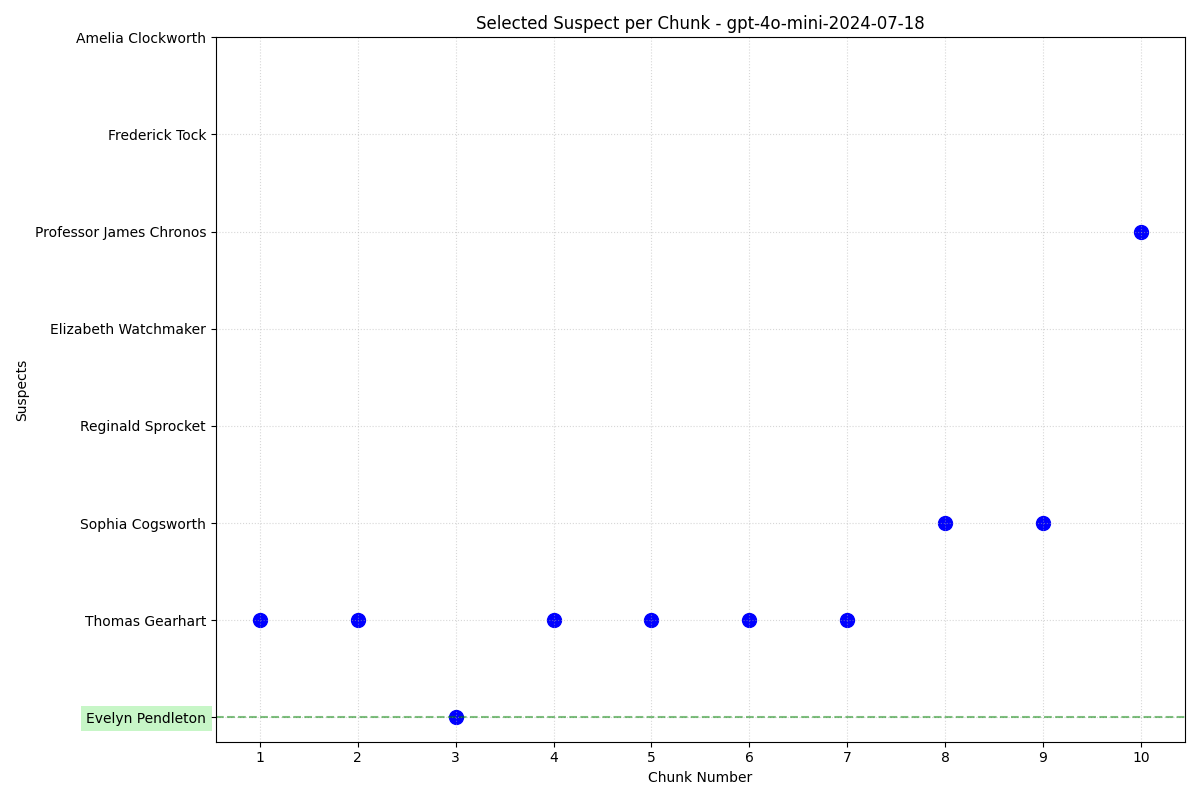 Selected Suspect per Chunk - gpt-4o-mini-2024-07-18
Amelia Clockworth
Frederick Tock
Professor James Chronos
Elizabeth Watchmaker
Reginald Sprocket
Sophia Cogsworth
Thomas Gearhart
Evelyn Pendleton
Suspects
1 2 3 4 5 6 7 8 9 10
Chunk Number